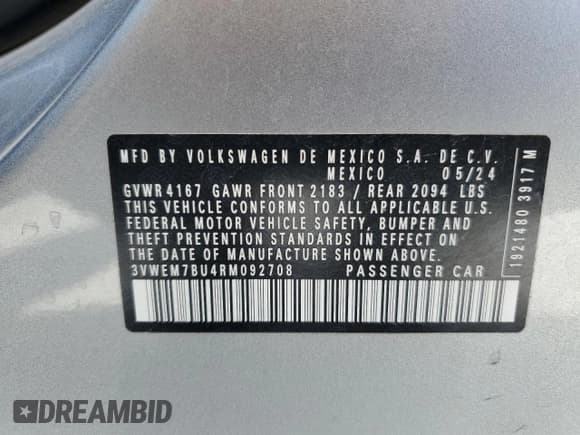 MFD BY VOLKSWAGEN DE MEXICO S.A. DE C.V.
MEXICO 05/24
GVWR 4167 GAWR FRONT 2183 / REAR 2094 LBS
THIS VEHICLE CONFORMS TO ALL APPLICABLE U.S.
FEDERAL MOTOR VEHICLE SAFETY, BUMPER AND
THEFT PREVENTION STANDARDS IN EFFECT ON
THE DATE OF MANUFACTURE SHOWN ABOVE.
3VWEM7BU4RM092708 PASSENGER CAR
1921480 3917 M
DREAMBID